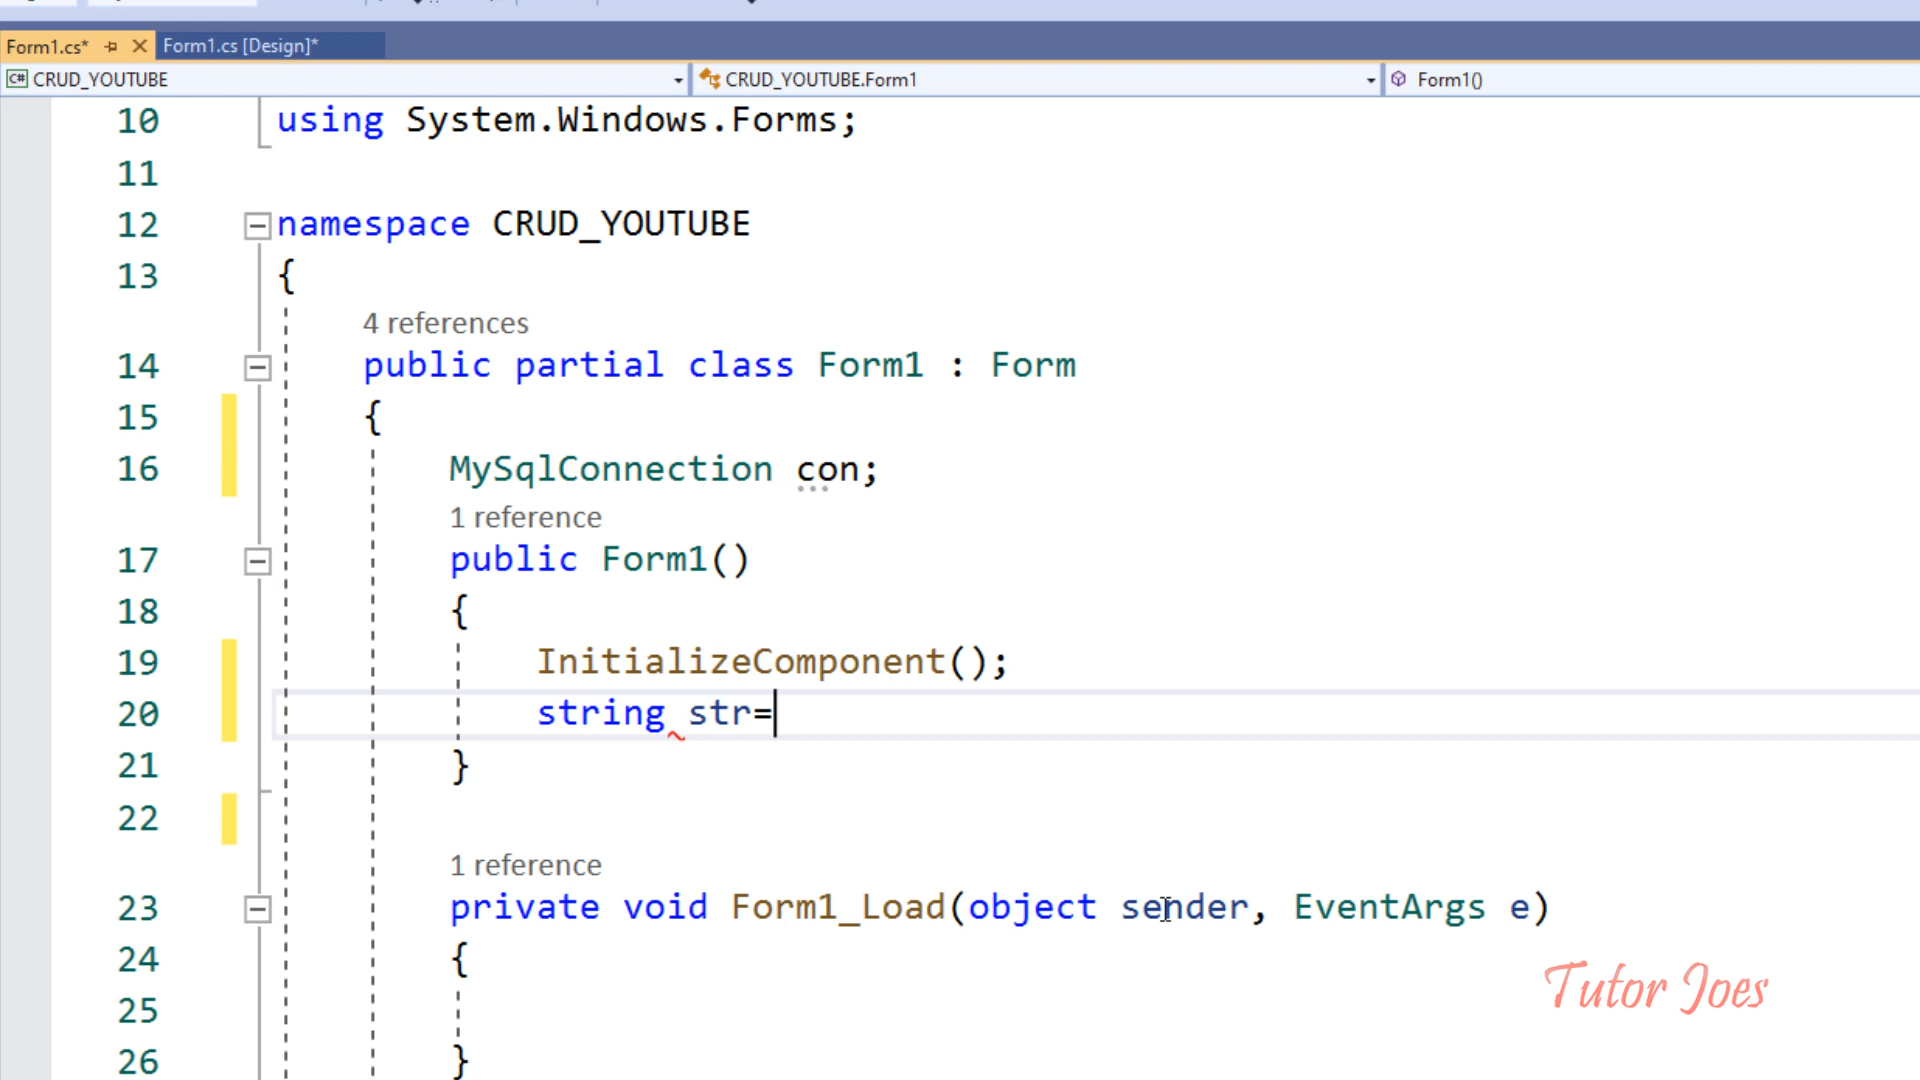 Form1.cs* Form1.cs [Design]*
C# CRUD_YOUTUBE CRUD_YOUTUBE.Form1 Form1()
10 using System.Windows.Forms;
11
12 namespace CRUD_YOUTUBE
13 {
4 references
14 public partial class Form1 : Form
15 {
16 MySqlConnection con;
1 reference
17 public Form1()
18 {
19 InitializeComponent();
20 string str=
21 }
22
1 reference
23 private void Form1_Load(object sender, EventArgs e)
24 {
25
26 }
Tutor Joes